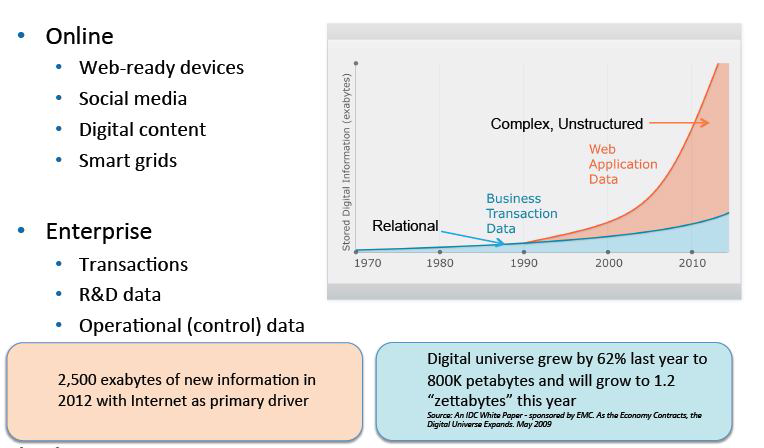 • Online
• Web-ready devices
• Social media
• Digital content
• Smart grids
• Enterprise
• Transactions
• R&D data
• Operational (control) data
Stored Digital Information (exabytes)
Complex, Unstructured
Web
Application
Data
Business
Transaction
Data
Relational
1970 1980 1990 2000 2010
2,500 exabytes of new information in
2012 with Internet as primary driver
Digital universe grew by 62% last year to
800K petabytes and will grow to 1.2
“zettabytes” this year
Source: An IDC White Paper - sponsored by EMC. As the Economy Contracts, the
Digital Universe Expands. May 2009